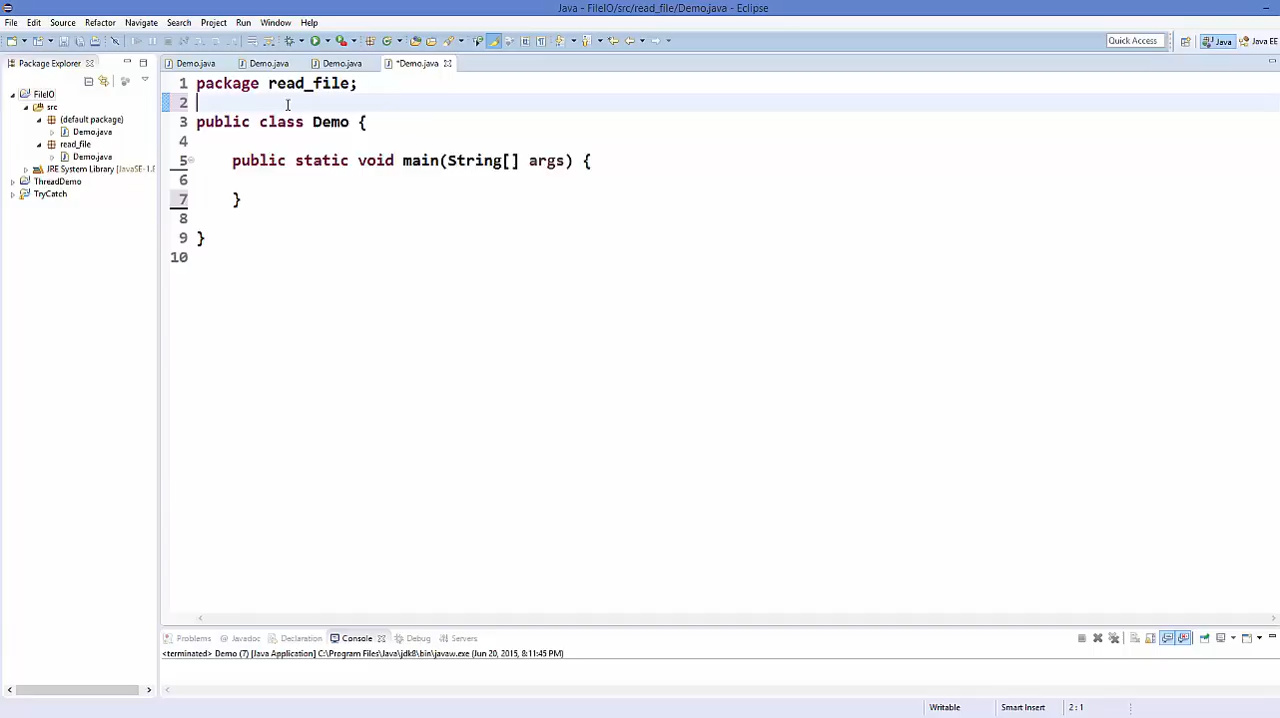 Java - FileIO/src/read_file/Demo.java - Eclipse
File Edit Source Refactor Navigate Search Project Run Window Help
Quick Access Java Java EE
Package Explorer
Demo.java Demo.java Demo.java *Demo.java
FileIO
src
(default package)
Demo.java
read_file
Demo.java
JRE System Library [JavaSE-1.
ThreadDemo
TryCatch
1 package read_file;
2
3 public class Demo {
4
5 public static void main(String[] args) {
6
7 }
8
9 }
10
Problems @ Javadoc Declaration Console Debug Servers
<terminated> Demo (7) [Java Application] C:\Program Files\Java\jdk8\bin\javaw.exe (Jun 20, 2015, 8:11:45 PM)
Writable Smart Insert 2 : 1